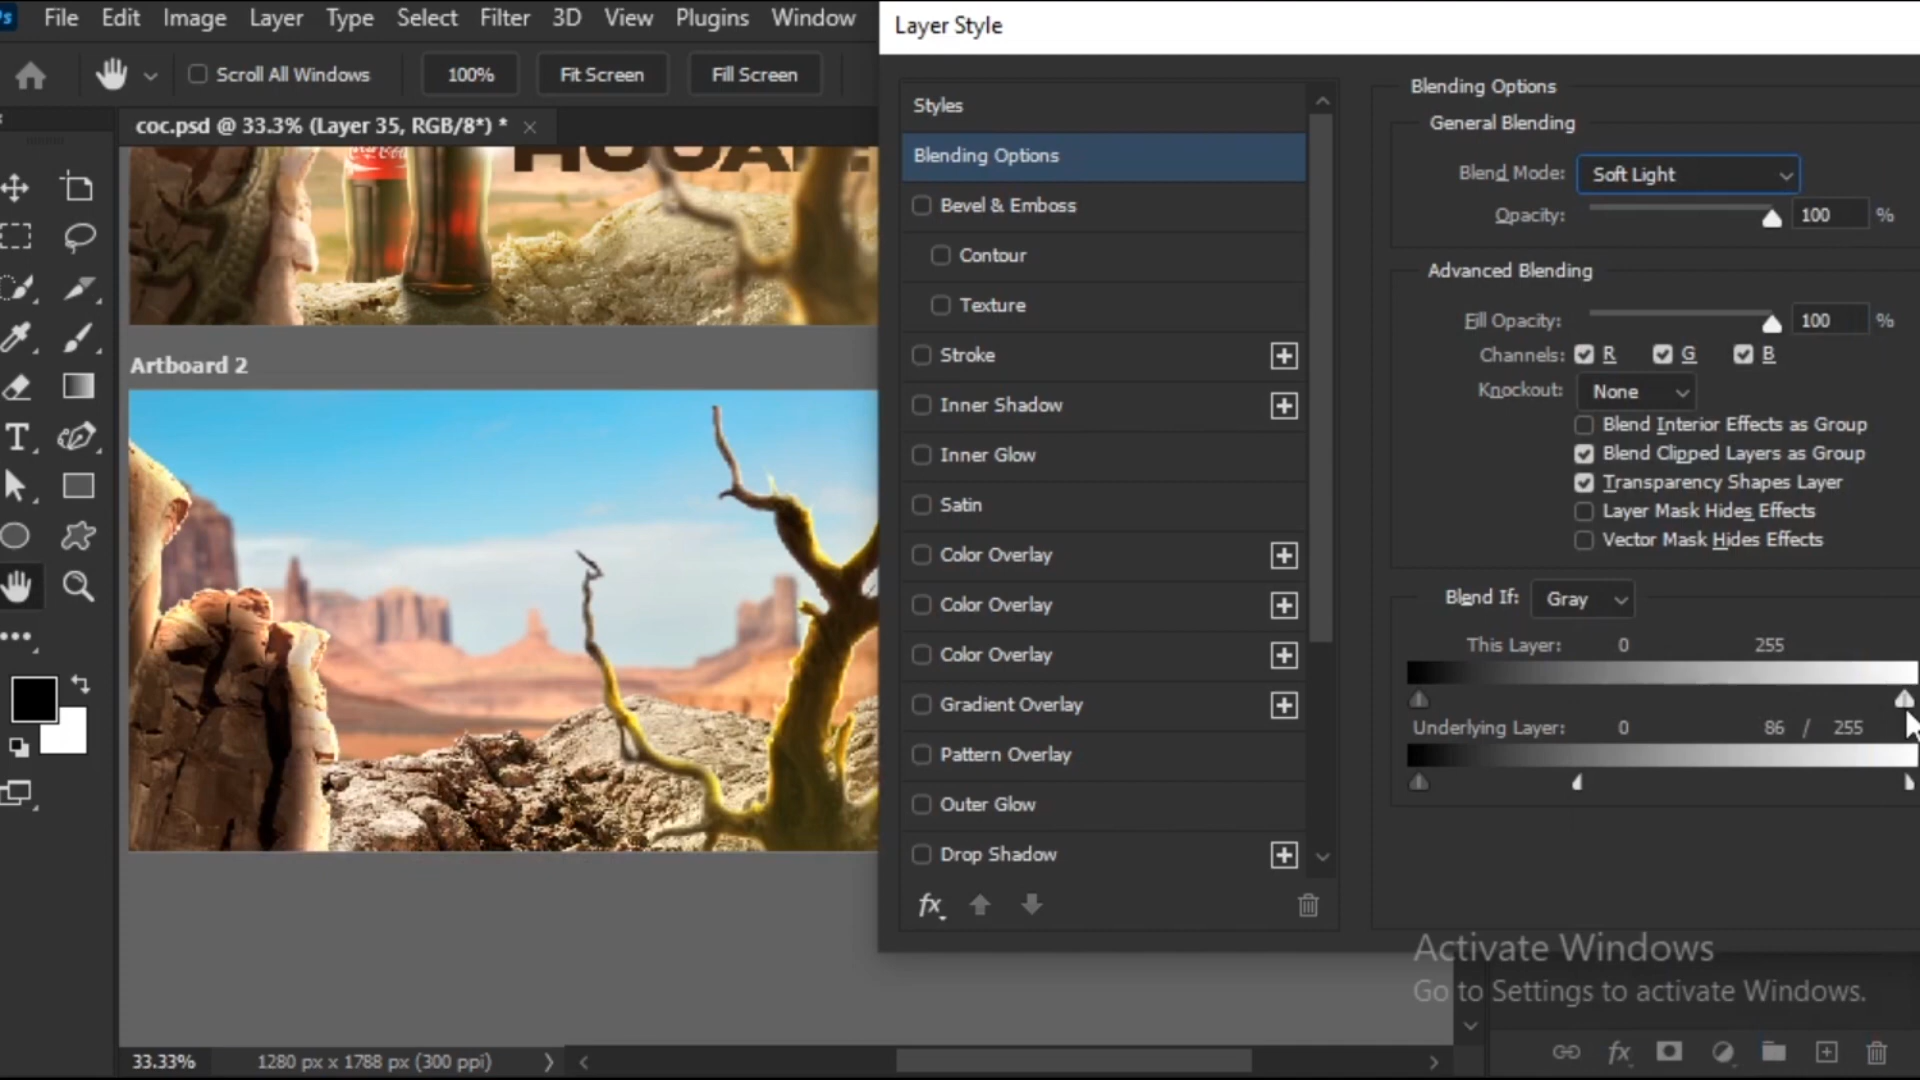 File Edit Image Layer Type Select Filter 3D View Plugins Window
Layer Style
Scroll All Windows 100% Fit Screen Fill Screen
coc.psd @ 33.3% (Layer 35, RGB/8*) *
Artboard 2
Styles
Blending Options
Bevel & Emboss
Contour
Texture
Stroke
Inner Shadow
Inner Glow
Satin
Color Overlay
Color Overlay
Color Overlay
Gradient Overlay
Pattern Overlay
Outer Glow
Drop Shadow
fx
Blending Options
General Blending
Blend Mode: Soft Light
Opacity: 100 %
Advanced Blending
Fill Opacity: 100 %
Channels: R G B
Knockout: None
Blend Interior Effects as Group
Blend Clipped Layers as Group
Transparency Shapes Layer
Layer Mask Hides Effects
Vector Mask Hides Effects
Blend If: Gray
This Layer: 0 255
Underlying Layer: 0 86 / 255
Activate Windows
Go to Settings to activate Windows.
33.33% 1280 px x 1788 px (300 ppi)
fx